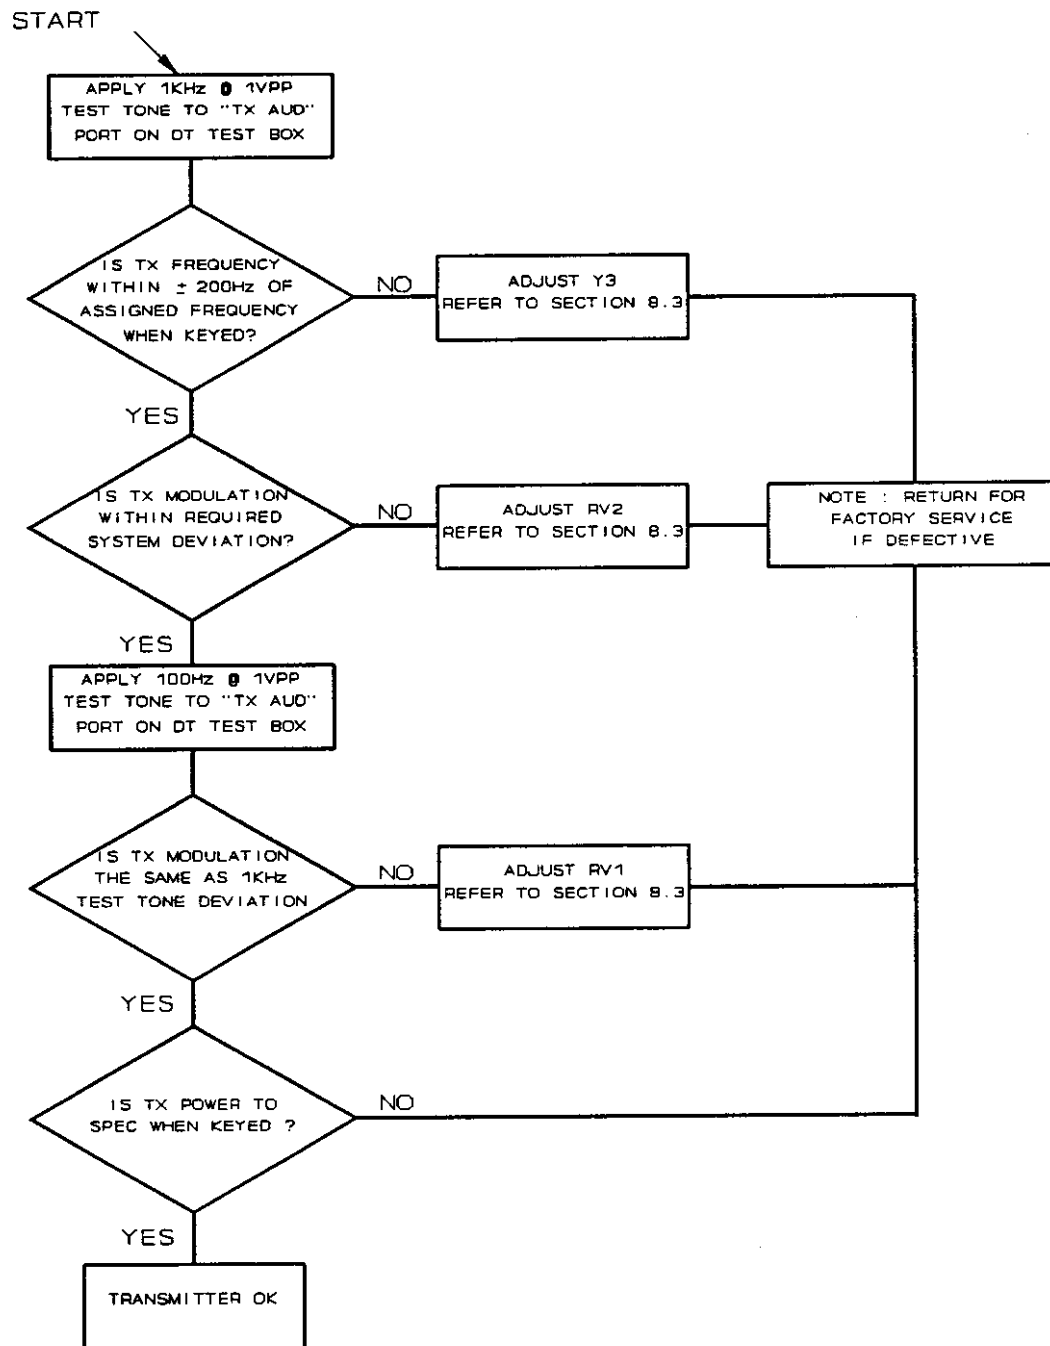 START
APPLY 1KHz @ 1VPP
TEST TONE TO "TX AUD"
PORT ON DT TEST BOX
IS TX FREQUENCY
WITHIN ± 200Hz OF
ASSIGNED FREQUENCY
WHEN KEYED?
NO
ADJUST Y3
REFER TO SECTION 8.3
YES
IS TX MODULATION
WITHIN REQUIRED
SYSTEM DEVIATION?
NO
ADJUST RV2
REFER TO SECTION 8.3
NOTE : RETURN FOR
FACTORY SERVICE
IF DEFECTIVE
YES
APPLY 100Hz @ 1VPP
TEST TONE TO "TX AUD"
PORT ON DT TEST BOX
IS TX MODULATION
THE SAME AS 1KHz
TEST TONE DEVIATION
NO
ADJUST RV1
REFER TO SECTION 8.3
YES
IS TX POWER TO
SPEC WHEN KEYED ?
NO
YES
TRANSMITTER OK